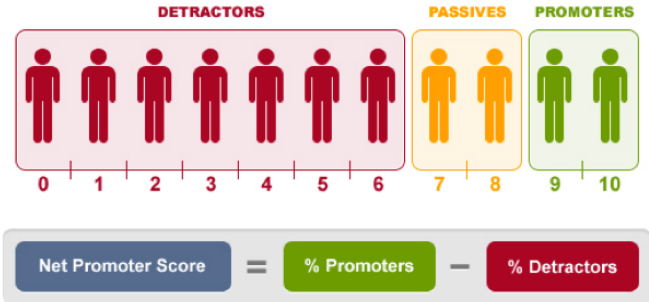 DETRACTORS PASSIVES PROMOTERS
0 1 2 3 4 5 6 7 8 9 10
Net Promoter Score = % Promoters − % Detractors